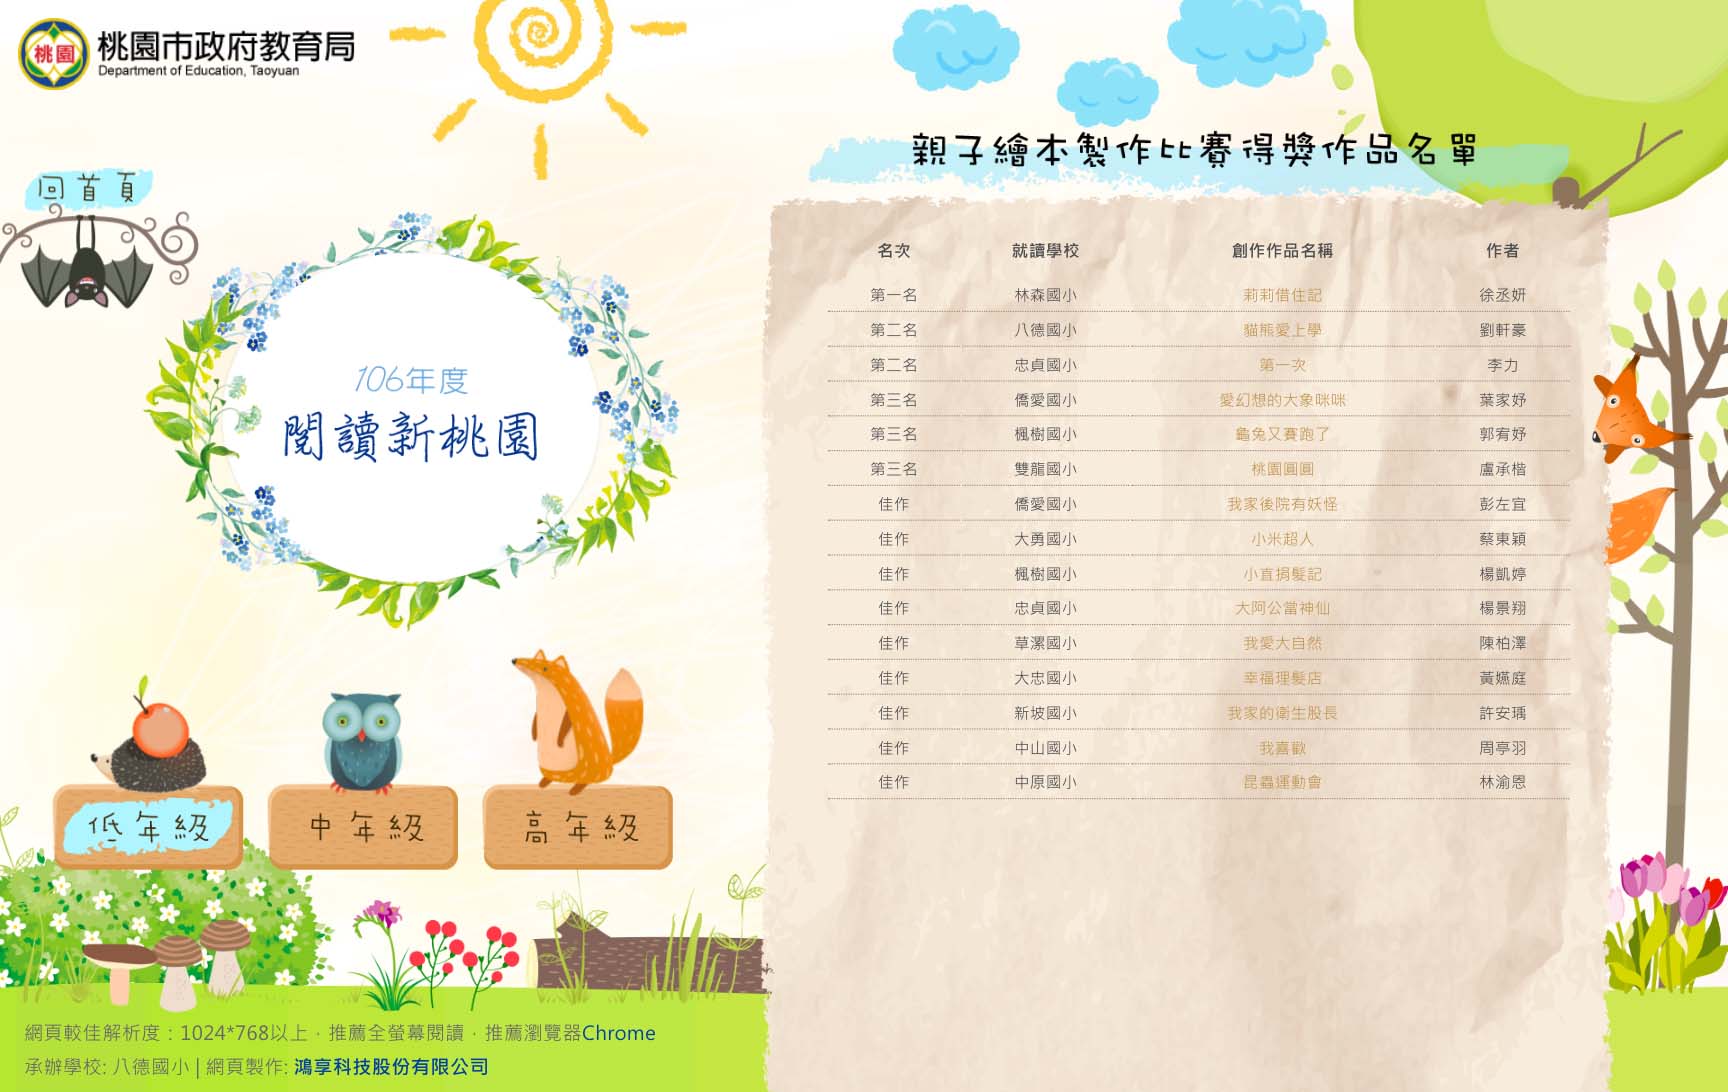 桃園市政府教育局
Department of Education, Taoyuan
回首頁
106年度
閱讀新桃園
低年級
中年級
高年級
親子繪本製作比賽得獎作品名單
名次 就讀學校 創作作品名稱 作者
第一名 林森國小 莉莉借住記 徐丞妍
第二名 八德國小 貓熊愛上學 劉軒豪
第二名 忠貞國小 第一次 李力
第三名 僑愛國小 愛幻想的大象咪咪 葉家妤
第三名 楓樹國小 龜兔又賽跑了 郭宥妤
第三名 雙龍國小 桃園圓圓 盧承楷
佳作 僑愛國小 我家後院有妖怪 彭左宜
佳作 大勇國小 小米超人 蔡東穎
佳作 楓樹國小 小直捐髮記 楊凱婷
佳作 忠貞國小 大阿公當神仙 楊景翔
佳作 草漯國小 我愛大自然 陳柏澤
佳作 大忠國小 幸福理髮店 黃嬿庭
佳作 新坡國小 我家的衛生股長 許安瑀
佳作 中山國小 我喜歡 周亭羽
佳作 中原國小 昆蟲運動會 林渝恩
網頁較佳解析度：1024*768以上．推薦全螢幕閱讀．推薦瀏覽器Chrome
承辦學校: 八德國小 | 網頁製作: 鴻享科技股份有限公司